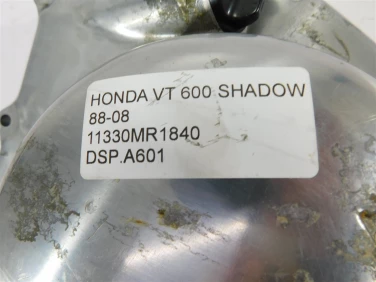 HONDA VT 600 SHADOW
88-08
11330MR1840
DSP.A601